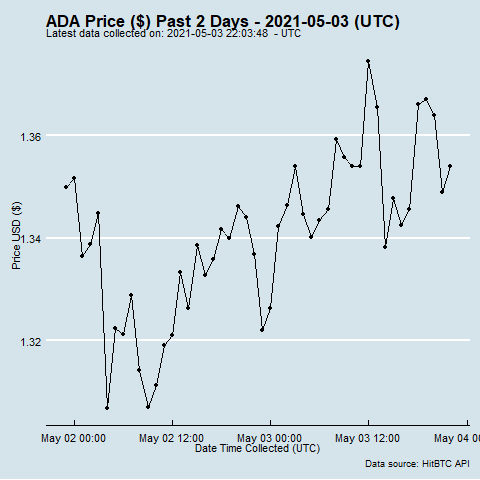 ADA Price ($) Past 2 Days - 2021-05-03 (UTC)
Latest data collected on: 2021-05-03 22:03:48 - UTC
1.36
1.34
1.32
Price USD ($)
May 02 00:00 May 02 12:00 May 03 00:00 May 03 12:00 May 04 0
Date Time Collected (UTC)
Data source: HitBTC API